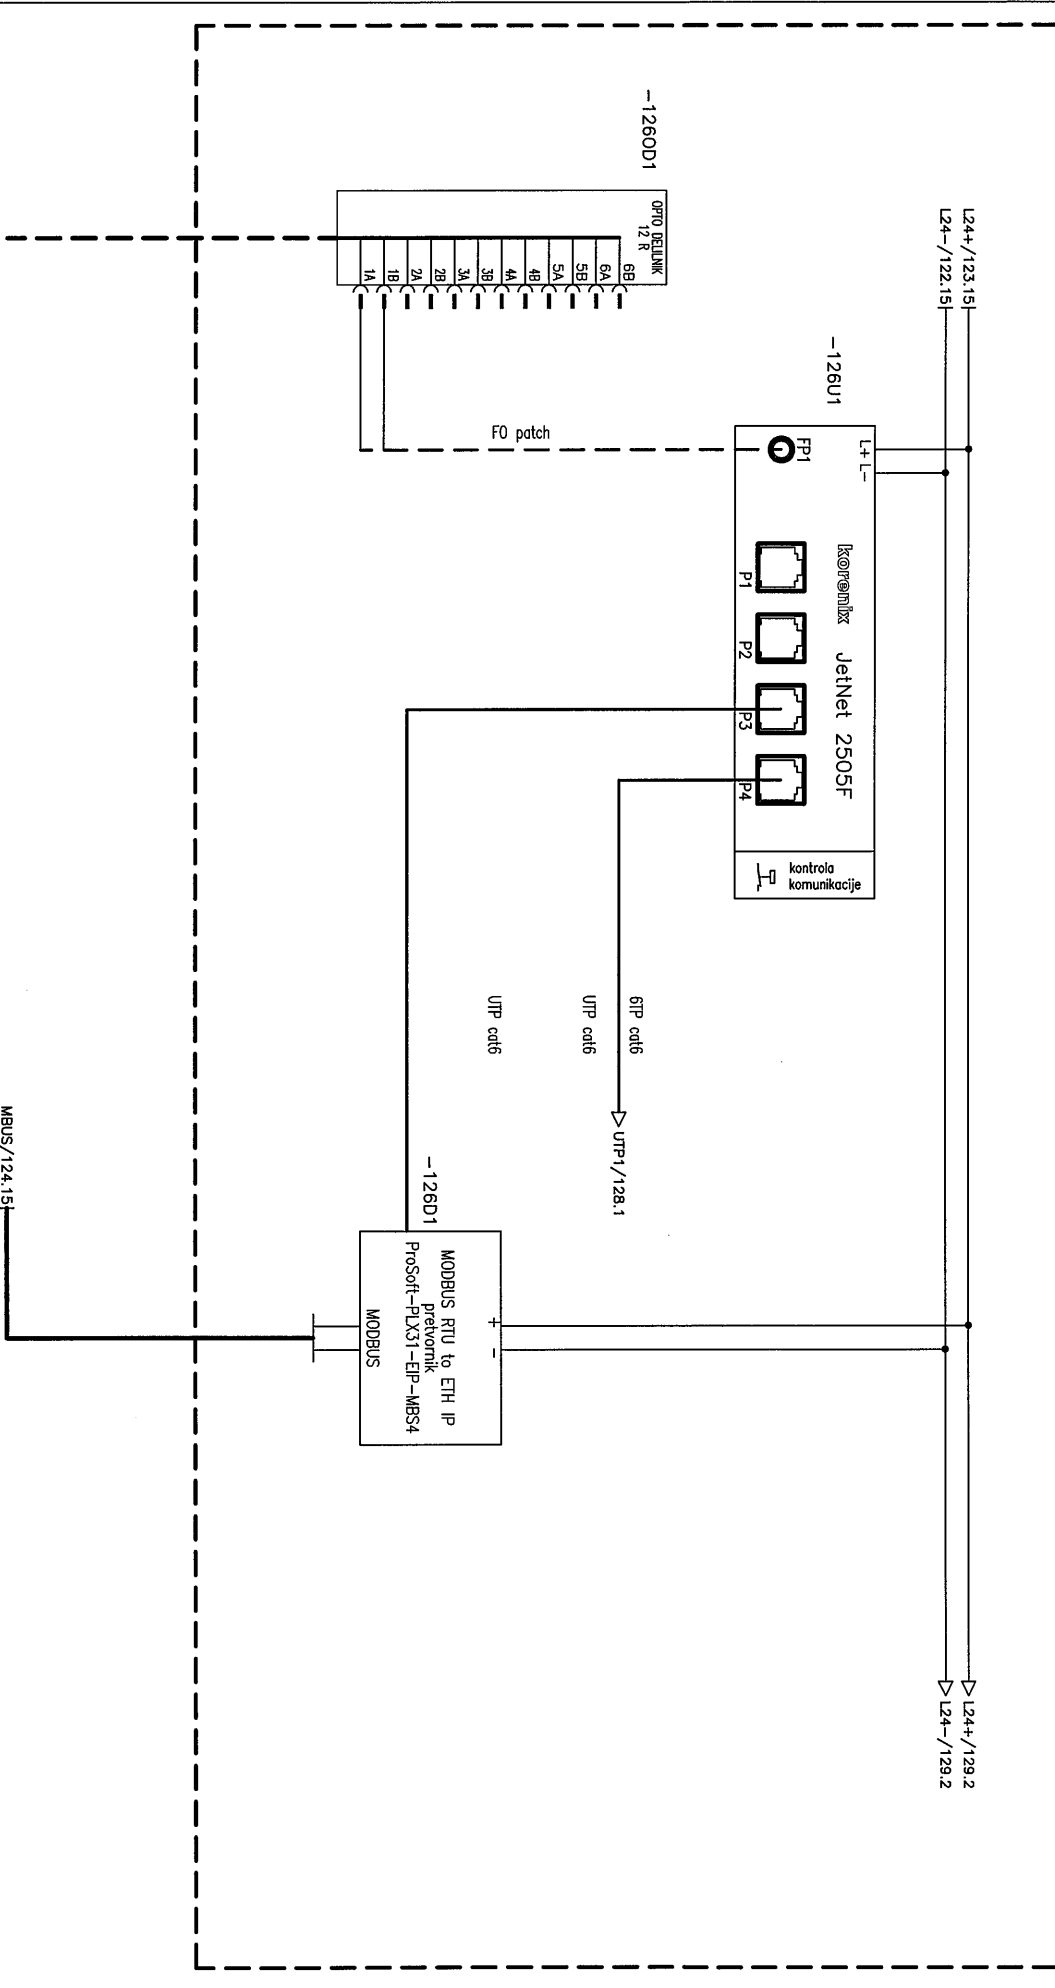 L24+/123.15
L24-/122.15
-126OD1
OPTO DELILNIK
12 R
1A
1B
2A
2B
3A
3B
4A
4B
5A
5B
6A
6B
FO patch
-126U1
L+ L-
FP1
korenix JetNet 2505F
P1
P2
P3
P4
kontrola
komunikacije
6TP cat6
UTP cat6
UTP cat6
UTP1/128.1
-126D1
+
-
MODBUS RTU to ETH IP
pretvornik
ProSoft-PLX31-EIP-MBS4
MODBUS
MBUS/124.15
L24+/129.2
L24-/129.2